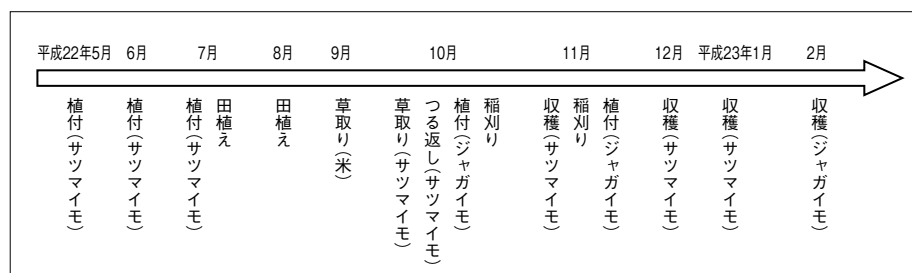 平成22年5月
6月
7月
8月
9月
10月
11月
12月
平成23年1月
2月
植付(サツマイモ)
植付(サツマイモ)
植付(サツマイモ)
田植え
田植え
草取り(米)
草取り(サツマイモ)
つる返し(サツマイモ)
植付(ジャガイモ)
稲刈り
収穫(サツマイモ)
稲刈り
植付(ジャガイモ)
収穫(サツマイモ)
収穫(サツマイモ)
収穫(ジャガイモ)